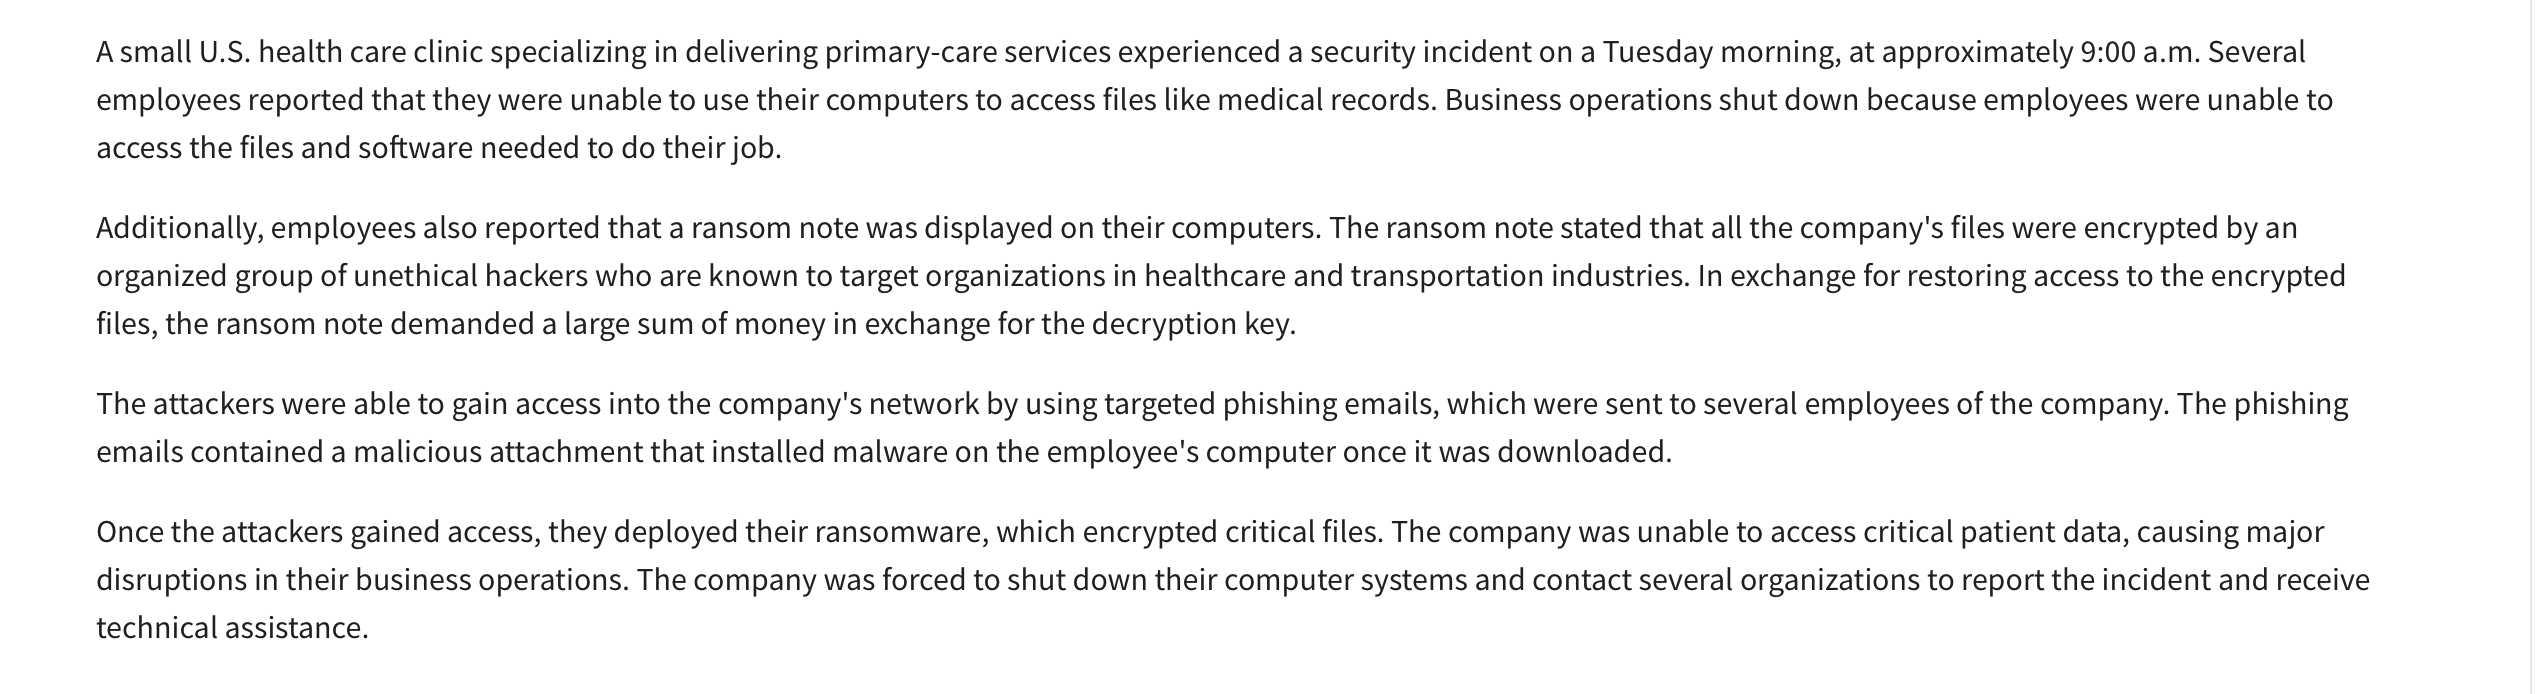 A small U.S. health care clinic specializing in delivering primary-care services experienced a security incident on a Tuesday morning, at approximately 9:00 a.m. Several
employees reported that they were unable to use their computers to access files like medical records. Business operations shut down because employees were unable to
access the files and software needed to do their job.
Additionally, employees also reported that a ransom note was displayed on their computers. The ransom note stated that all the company's files were encrypted by an
organized group of unethical hackers who are known to target organizations in healthcare and transportation industries. In exchange for restoring access to the encrypted
files, the ransom note demanded a large sum of money in exchange for the decryption key.
The attackers were able to gain access into the company's network by using targeted phishing emails, which were sent to several employees of the company. The phishing
emails contained a malicious attachment that installed malware on the employee's computer once it was downloaded.
Once the attackers gained access, they deployed their ransomware, which encrypted critical files. The company was unable to access critical patient data, causing major
disruptions in their business operations. The company was forced to shut down their computer systems and contact several organizations to report the incident and receive
technical assistance.